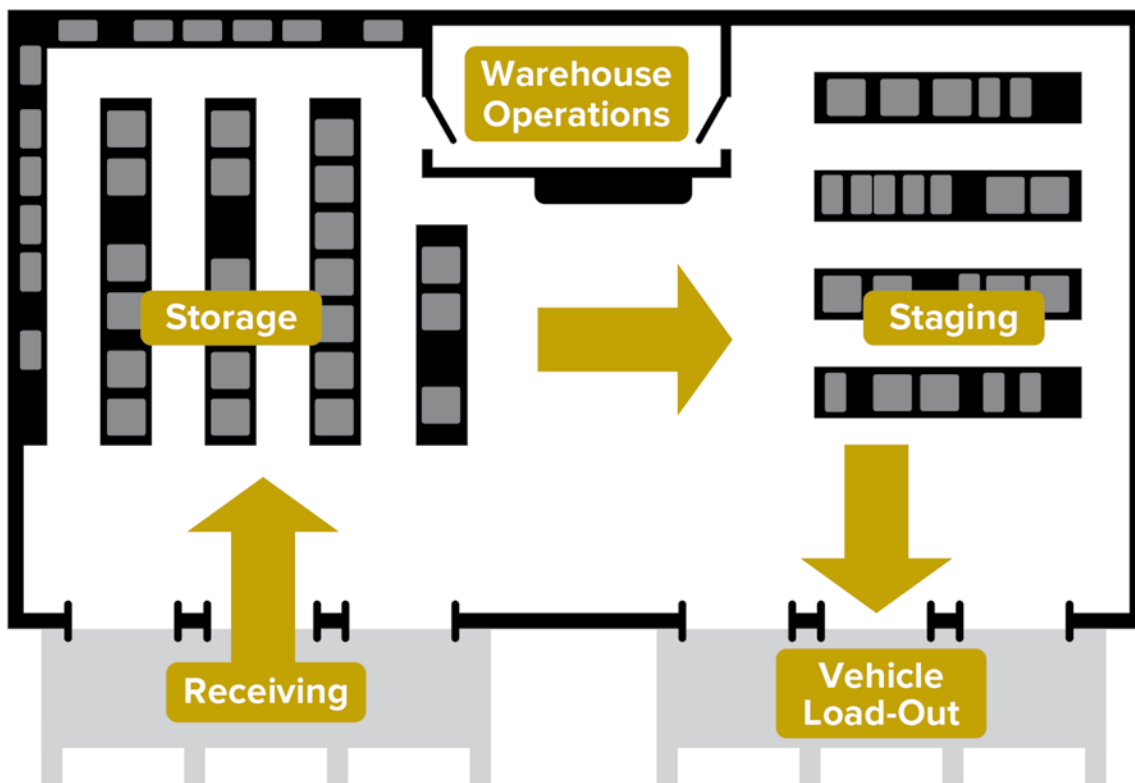 Warehouse
Operations
Storage
Staging
Receiving
Vehicle
Load-Out